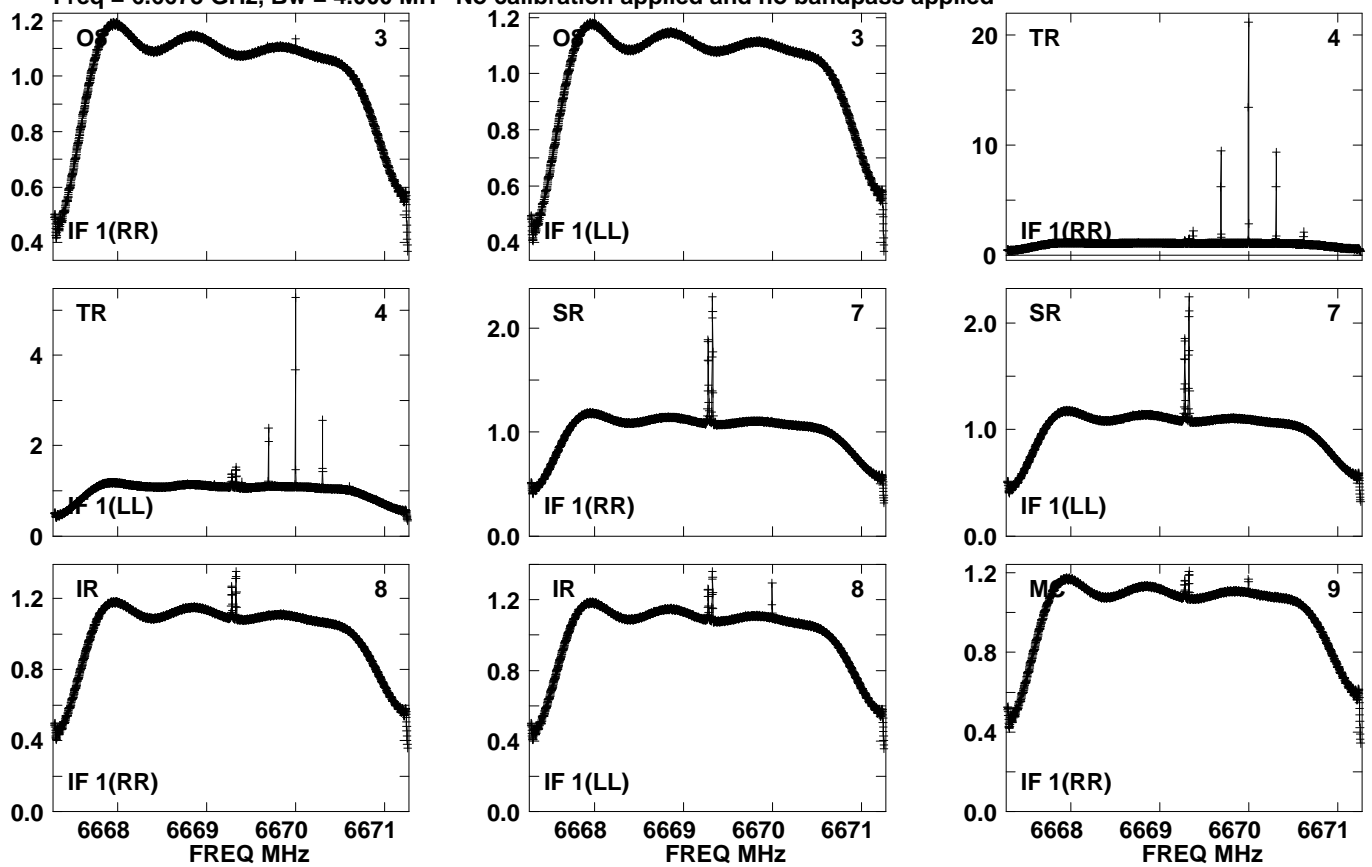 Freq = GHz, Bw = 4.000 No calibration applied and no bandpass applied
1.2 OS 3
1.0
0.8
0.6
0.4
IF 1(RR)
1.2 OS 3
1.0
0.8
0.6
0.4
IF 1(LL)
TR 4
20
10
0
IF 1(RR)
TR 4
4
2
0
IF 1(LL)
SR 7
2.0
1.0
0.0
IF 1(RR)
SR 7
2.0
1.0
0.0
IF 1(LL)
IR 8
1.2
0.8
0.4
0.0
IF 1(RR)
6668 6669 6670 6671
FREQ MHz
IR 8
1.2
0.8
0.4
0.0
IF 1(LL)
6668 6669 6670 6671
FREQ MHz
1.2 MC 9
0.8
0.4
0.0
IF 1(RR)
6668 6669 6670 6671
FREQ MHz